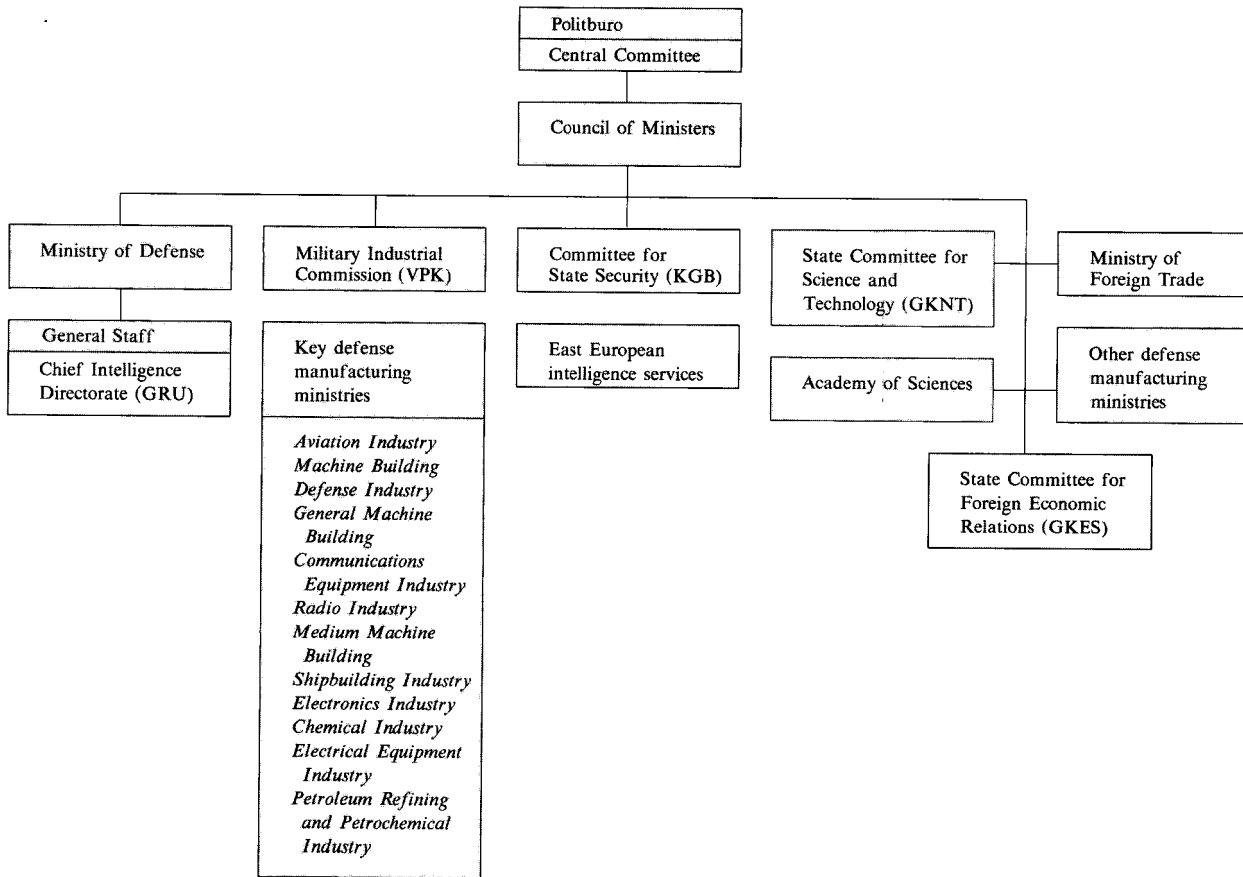 Politburo
Central Committee
Council of Ministers
Ministry of Defense
General Staff
Chief Intelligence
Directorate (GRU)
Military Industrial
Commission (VPK)
Key defense
manufacturing
ministries
Aviation Industry
Machine Building
Defense Industry
General Machine
Building
Communications
Equipment Industry
Radio Industry
Medium Machine
Building
Shipbuilding Industry
Electronics Industry
Chemical Industry
Electrical Equipment
Industry
Petroleum Refining
and Petrochemical
Industry
Committee for
State Security (KGB)
East European
intelligence services
State Committee for
Science and
Technology (GKNT)
Ministry of
Foreign Trade
Academy of Sciences
Other defense
manufacturing
ministries
State Committee for
Foreign Economic
Relations (GKES)